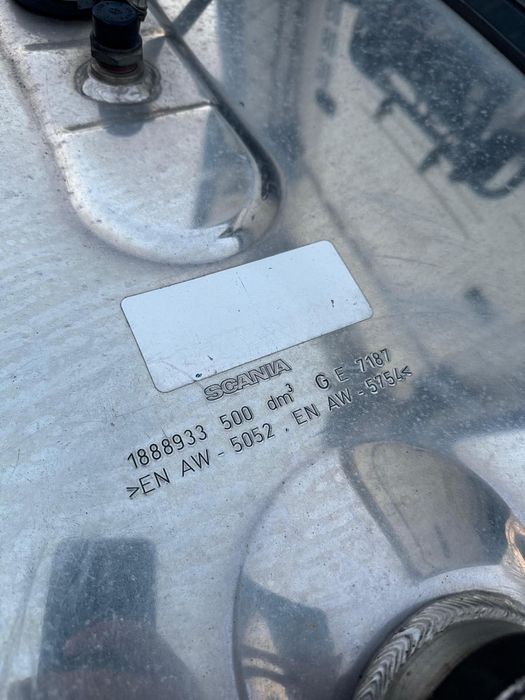 SCANIA
1888933 500 dm³ G E 7187
>EN AW - 5052 . EN AW - 5754<